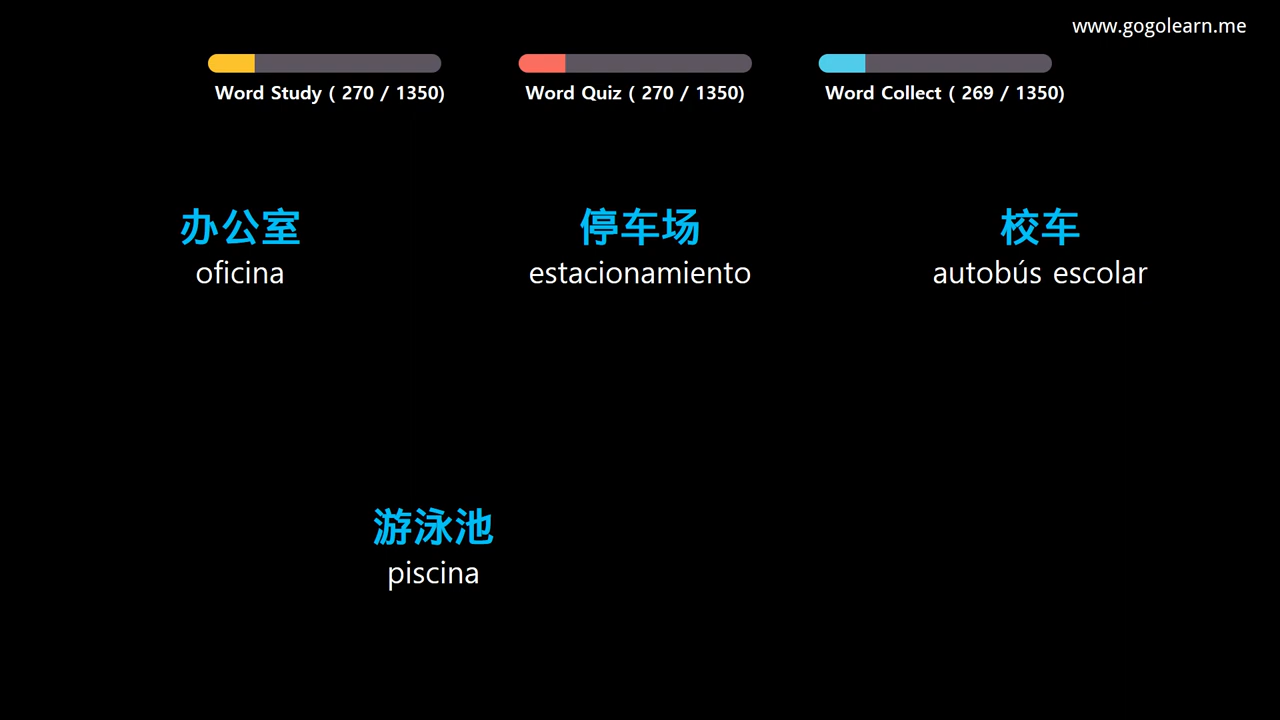 www.gogolearn.me
Word Study ( 270 / 1350)
Word Quiz ( 270 / 1350)
Word Collect ( 269 / 1350)
办公室
oficina
停车场
estacionamiento
校车
autobús escolar
游泳池
piscina